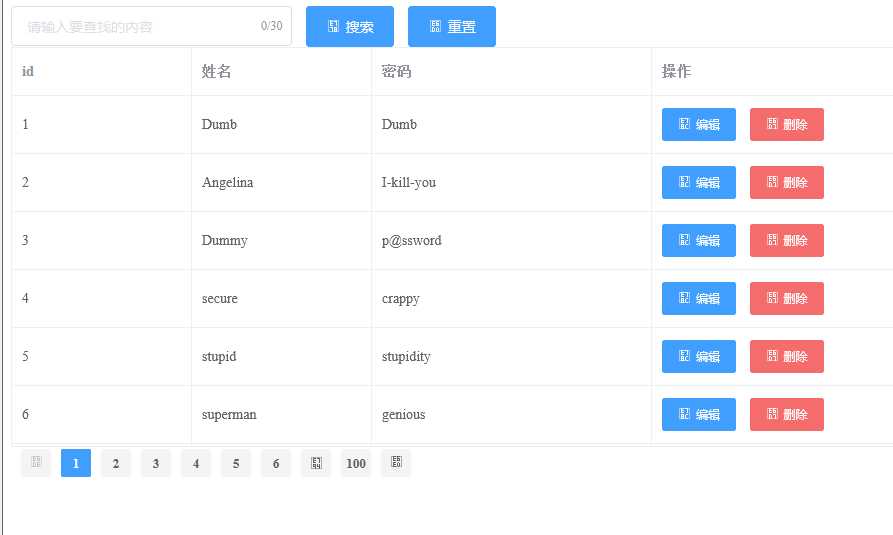 请输入要查找的内容 0/30 搜索 重置
id 姓名 密码 操作
1 Dumb Dumb 编辑 删除
2 Angelina I-kill-you 编辑 删除
3 Dummy p@ssword 编辑 删除
4 secure crappy 编辑 删除
5 stupid stupidity 编辑 删除
6 superman genious 编辑 删除
1 2 3 4 5 6 100